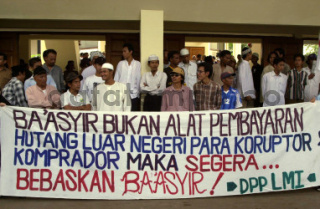 BA'ASYIR BUKAN ALAT PEMBAYARAN
HUTANG LUAR NEGERI PARA KORUPTOR &
KOMPRADOR MAKA SEGERA...
BEBASKAN BA'ASYIR! DPP LMI